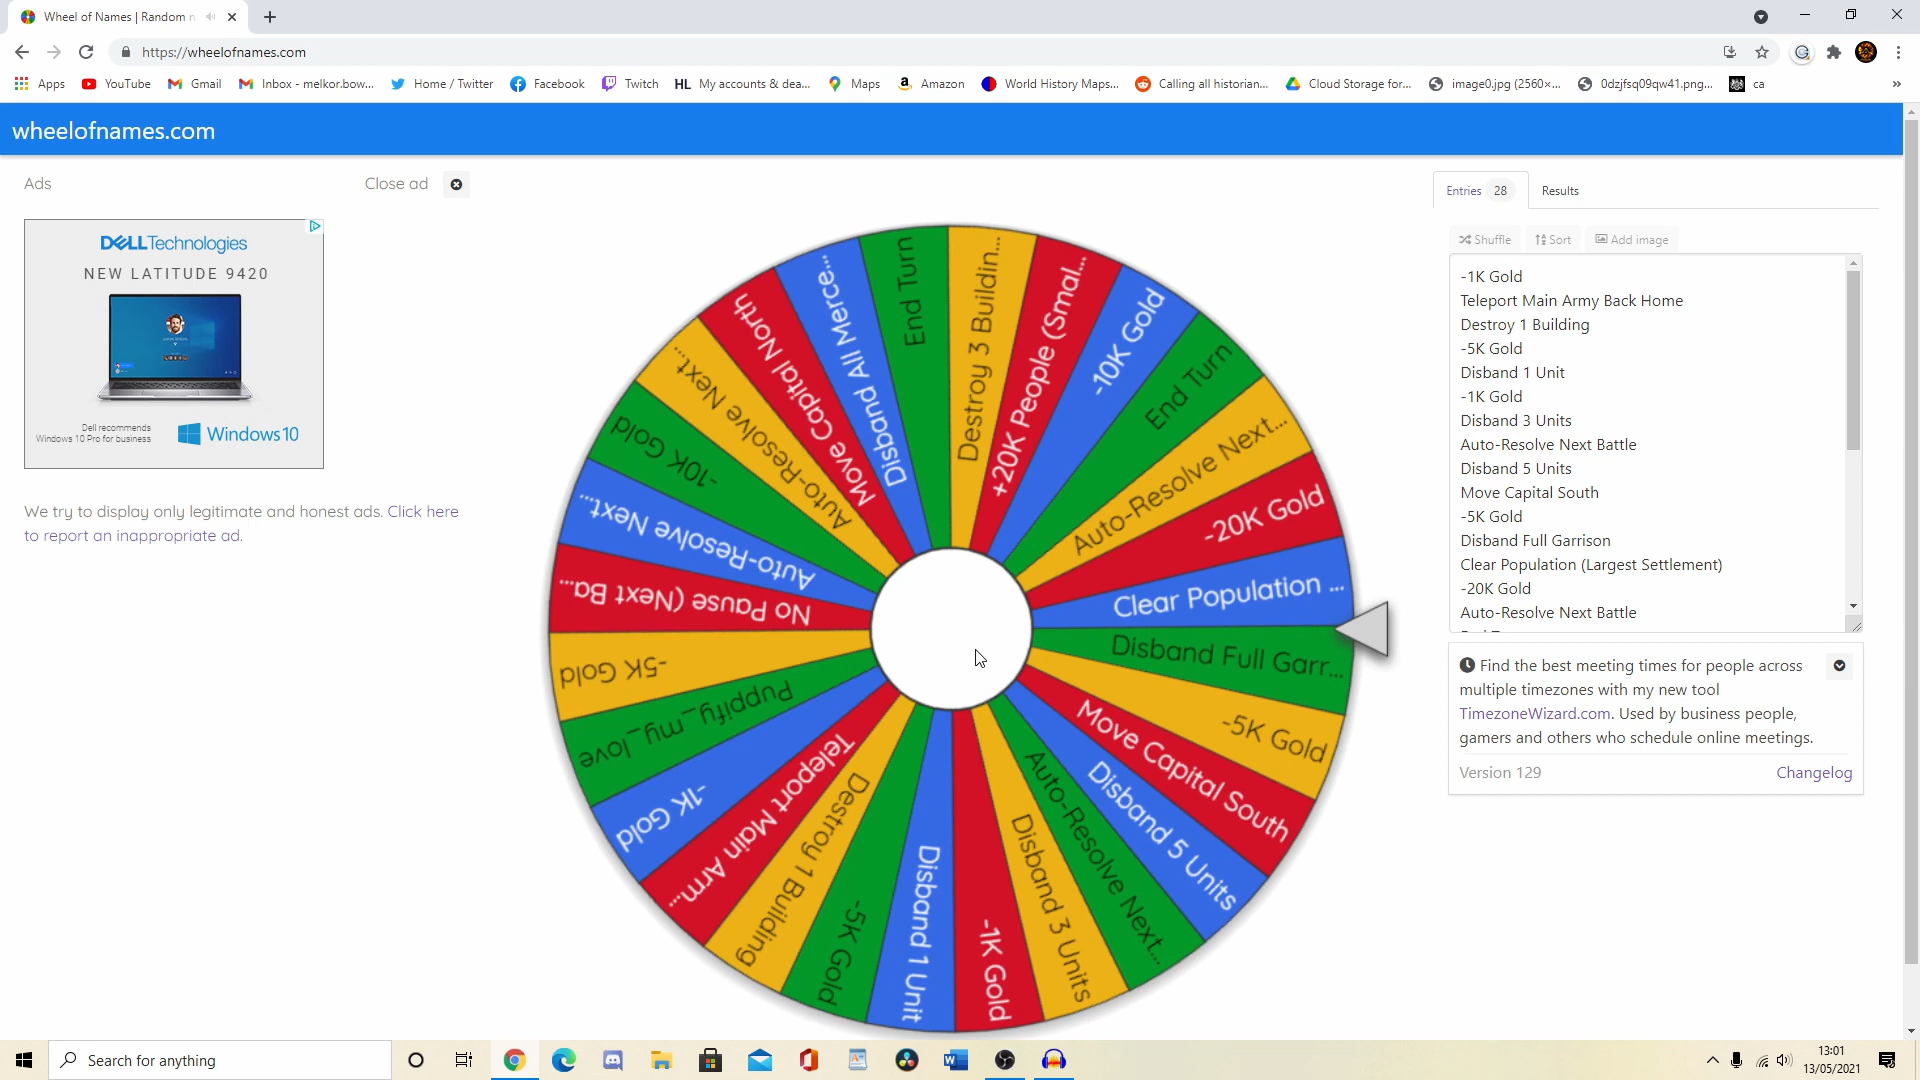 Wheel of Names | Random n
https://wheelofnames.com
Apps YouTube Gmail Inbox - melkor.bow... Home / Twitter Facebook Twitch HL My accounts & dea... Maps Amazon World History Maps... Calling all historian... Cloud Storage for... image0.jpg (2560×... 0dzjfsq09qw41.png... ca »
wheelofnames.com
Ads
Close ad
DELLTechnologies
NEW LATITUDE 9420
Dell recommends
Windows 10 Pro for business
Windows 10
We try to display only legitimate and honest ads. Click here
to report an inappropriate ad.
End Turn
Destroy 3 Buildin...
+20K People (Smal...
-10K Gold
End Turn
Auto-Resolve Next...
-20K Gold
Clear Population ...
Disband Full Garr...
-5K Gold
Move Capital South
Disband 5 Units
Auto-Resolve Next...
Disband 3 Units
-1K Gold
Disband 1 Unit
-5K Gold
Destroy 1 Building
Teleport Main Arm...
-1K Gold
Puppify_my_love
-5K Gold
No Pause (Next Ba...
Auto-Resolve Next...
-10K Gold
Auto-Resolve Next...
Move Capital North
Disband All Merce...
Entries 28
Results
Shuffle
Sort
Add image
-1K Gold
Teleport Main Army Back Home
Destroy 1 Building
-5K Gold
Disband 1 Unit
-1K Gold
Disband 3 Units
Auto-Resolve Next Battle
Disband 5 Units
Move Capital South
-5K Gold
Disband Full Garrison
Clear Population (Largest Settlement)
-20K Gold
Auto-Resolve Next Battle
Find the best meeting times for people across
multiple timezones with my new tool
TimezoneWizard.com. Used by business people,
gamers and others who schedule online meetings.
Version 129
Changelog
Search for anything
13:01
13/05/2021